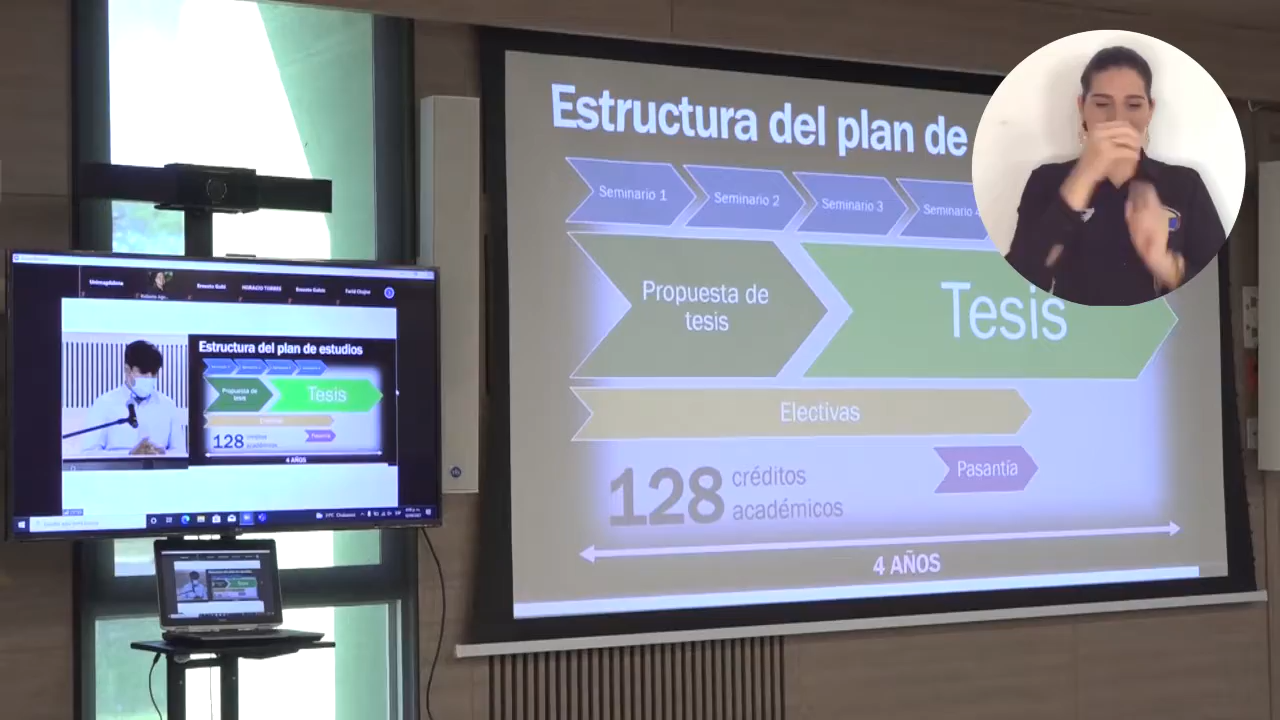 Estructura del plan de
Seminario 1
Seminario 2
Seminario 3
Seminario 4
Propuesta de
tesis
Tesis
Electivas
Pasantía
128 créditos
académicos
4 AÑOS
Unimagdalena
HORACIO TORRES
Estructura del plan de estudios
Propuesta de
tesis
Tesis
128
Pasantía
4 AÑOS